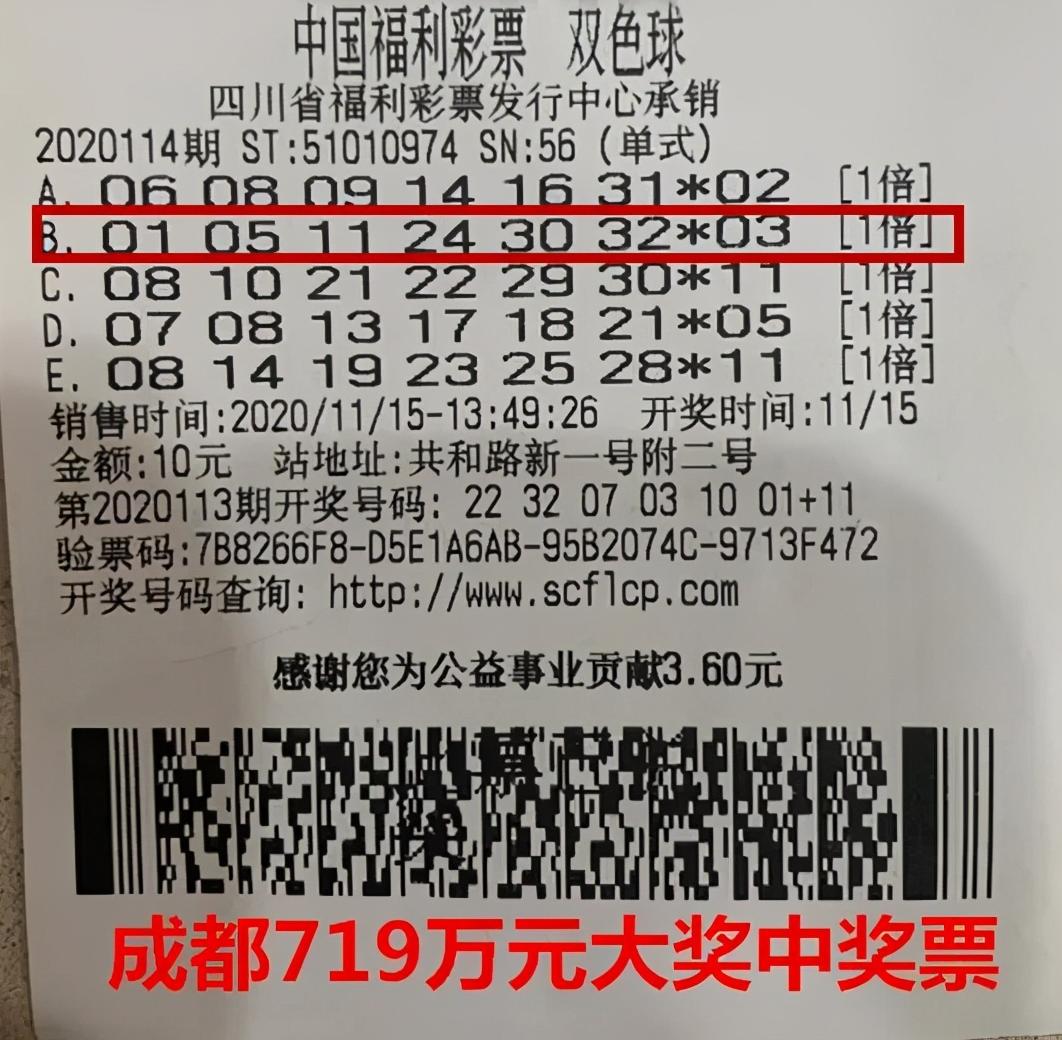 中国福利彩票 双色球
四川省福利彩票发行中心承销
2020114期 ST:51010974 SN:56 (单式)
A. 06 08 09 14 16 31*02 [1倍]
B. 01 05 11 24 30 32*03 [1倍]
C. 08 10 21 22 29 30*11 [1倍]
D. 07 08 13 17 18 21*05 [1倍]
E. 08 14 19 23 25 28*11 [1倍]
销售时间:2020/11/15-13:49:26 开奖时间:11/15
金额:10元 站地址:共和路新一号附二号
第2020113期开奖号码: 22 32 07 03 10 01+11
验票码:7B8266F8-D5E1A6AB-95B2074C-9713F472
开奖号码查询: http://www.scflcp.com
感谢您为公益事业贡献3.60元
成都719万元大奖中奖票